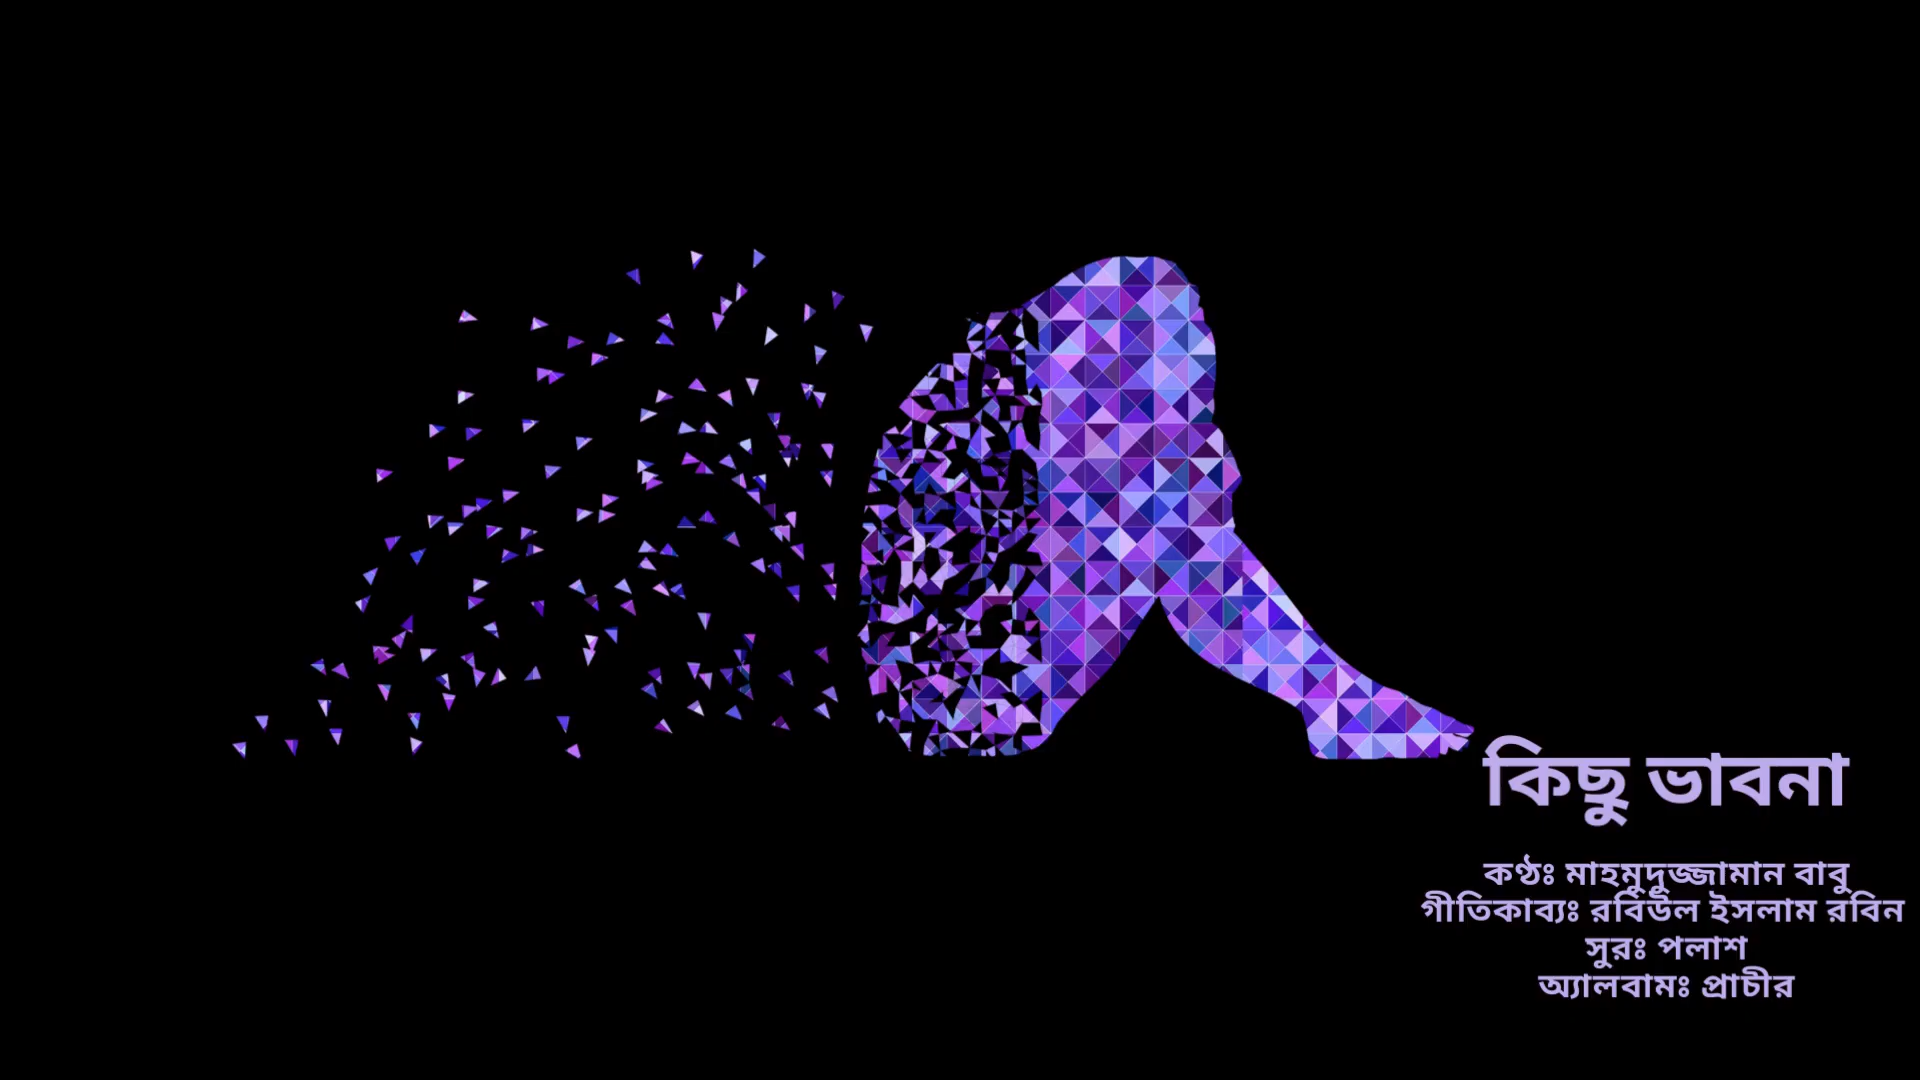 কিছু ভাবনা
কণ্ঠঃ মাহমুদুজ্জামান বাবু
গীতিকাব্যঃ রবিউল ইসলাম রবিন
সুরঃ পলাশ
অ্যালবামঃ প্রাচীর